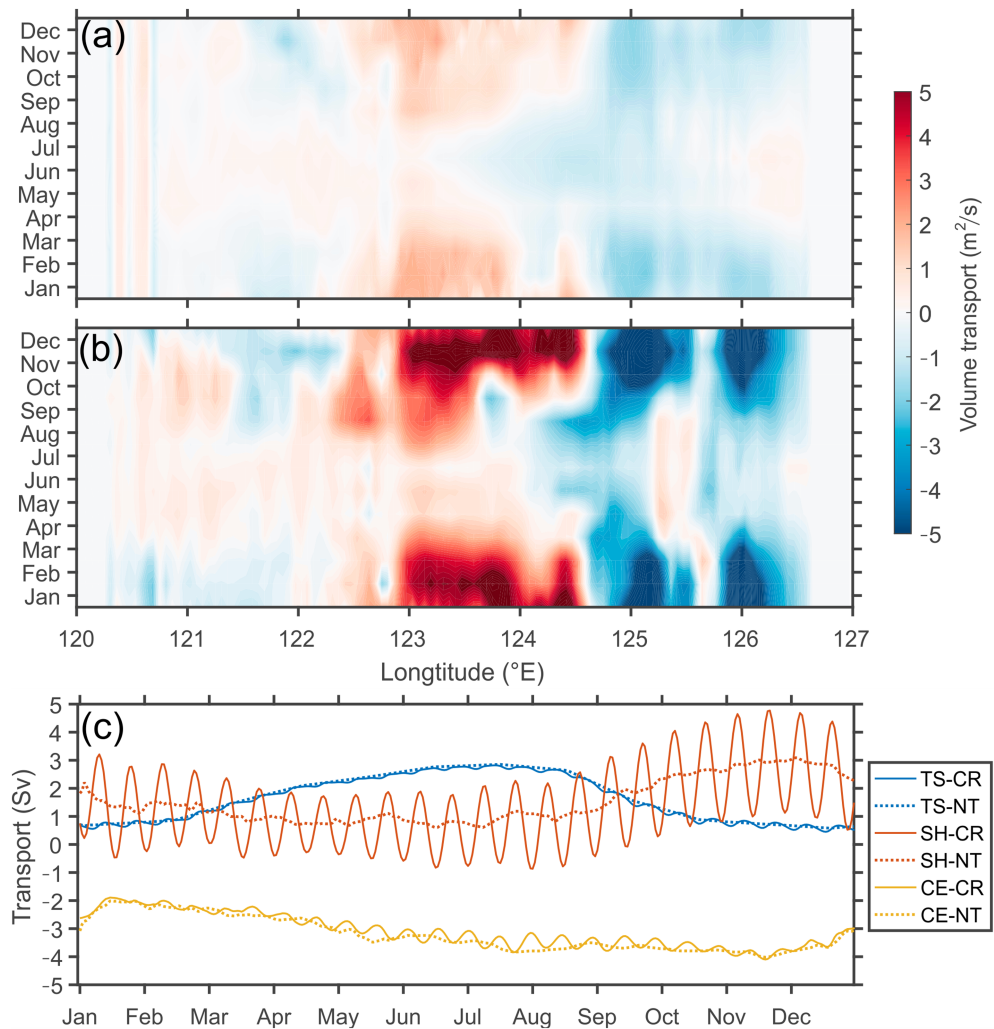 (a)
Dec
Nov
Oct
Sep
Aug
Jul
Jun
May
Apr
Mar
Feb
Jan
(b)
Dec
Nov
Oct
Sep
Aug
Jul
Jun
May
Apr
Mar
Feb
Jan
120 121 122 123 124 125 126 127
Longtitude (°E)
5
4
3
2
1
0
-1
-2
-3
-4
-5
Volume transport (m²/s)
(c)
5
4
3
2
1
0
-1
-2
-3
-4
-5
Transport (Sv)
Jan Feb Mar Apr May Jun Jul Aug Sep Oct Nov Dec
TS-CR
TS-NT
SH-CR
SH-NT
CE-CR
CE-NT